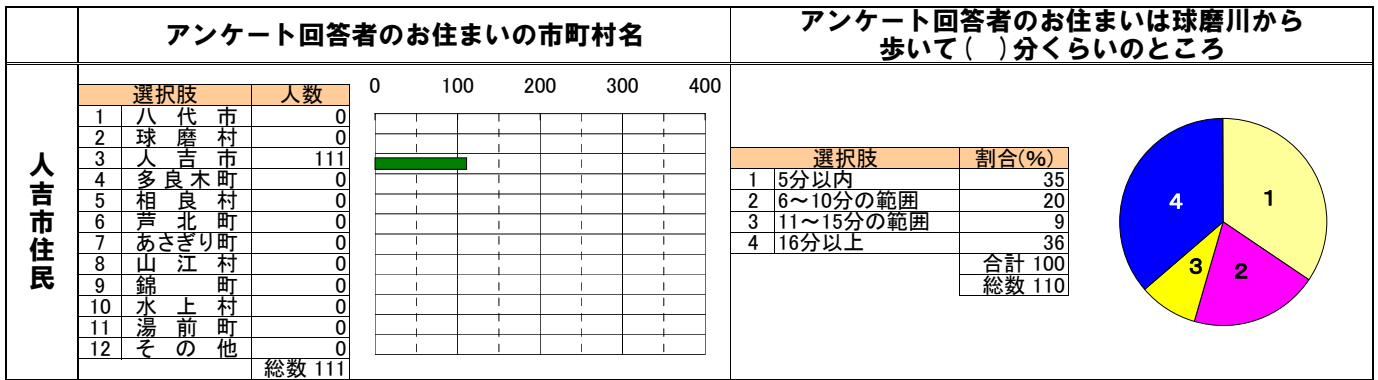 アンケート回答者のお住まいの市町村名
アンケート回答者のお住まいは球磨川から
歩いて（　）分くらいのところ
人吉市住民
選択肢 人数
1 八代市 0
2 球磨村 0
3 人吉市 111
4 多良木町 0
5 相良村 0
6 芦北町 0
7 あさぎり町 0
8 山江村 0
9 錦町 0
10 水上村 0
11 湯前町 0
12 その他 0
総数 111
0 100 200 300 400
選択肢 割合(%)
1 5分以内 35
2 6～10分の範囲 20
3 11～15分の範囲 9
4 16分以上 36
合計 100
総数 110
1
2
3
4